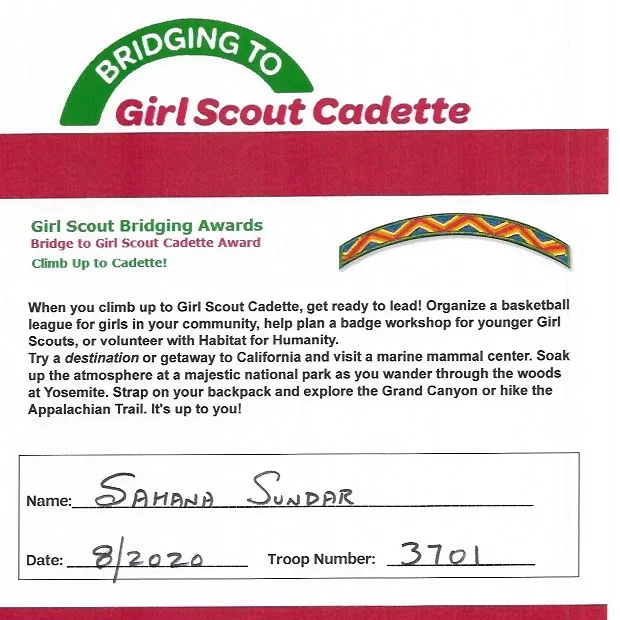 BRIDGING TO
Girl Scout Cadette
Girl Scout Bridging Awards
Bridge to Girl Scout Cadette Award
Climb Up to Cadette!
When you climb up to Girl Scout Cadette, get ready to lead! Organize a basketball
league for girls in your community, help plan a badge workshop for younger Girl
Scouts, or volunteer with Habitat for Humanity.
Try a destination or getaway to California and visit a marine mammal center. Soak
up the atmosphere at a majestic national park as you wander through the woods
at Yosemite. Strap on your backpack and explore the Grand Canyon or hike the
Appalachian Trail. It's up to you!
Name: SAHANA SUNDAR
Date: 8/2020 Troop Number: 3701